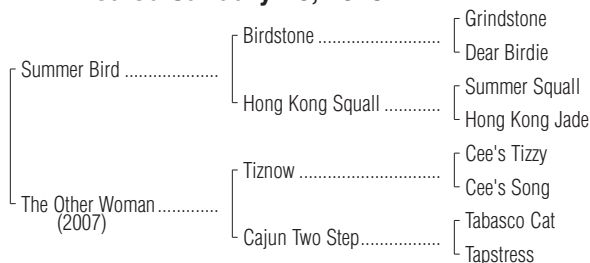 Grindstone
Birdstone
Dear Birdie
Summer Bird
Summer Squall
Hong Kong Squall
Hong Kong Jade
Cee's Tizzy
Tiznow
Cee's Song
The Other Woman
(2007)
Tabasco Cat
Cajun Two Step
Tapstress